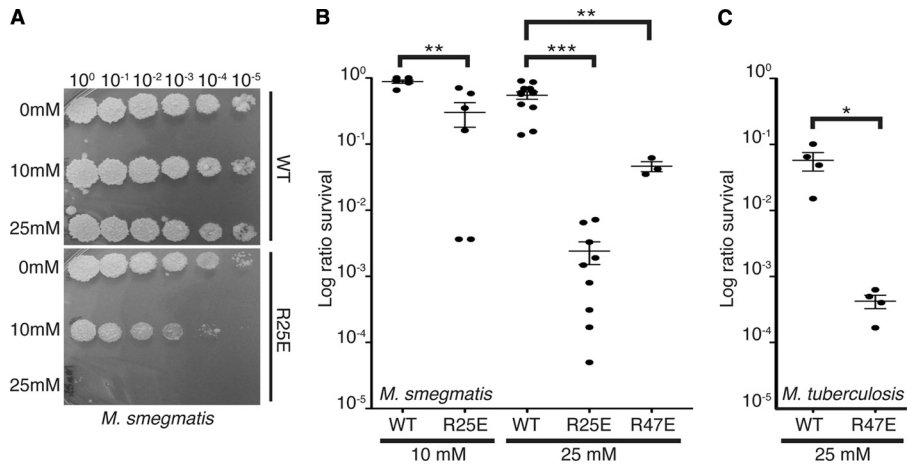 A
10⁰ 10⁻¹ 10⁻² 10⁻³ 10⁻⁴ 10⁻⁵
0mM
10mM
25mM
WT
0mM
10mM
25mM
R25E
M. smegmatis
B
** 
*** 
**
Log ratio survival
10⁰
10⁻¹
10⁻²
10⁻³
10⁻⁴
10⁻⁵
M. smegmatis
WT R25E WT R25E R47E
10 mM 25 mM
C
*
Log ratio survival
10⁰
10⁻¹
10⁻²
10⁻³
10⁻⁴
10⁻⁵
M. tuberculosis
WT R47E
25 mM